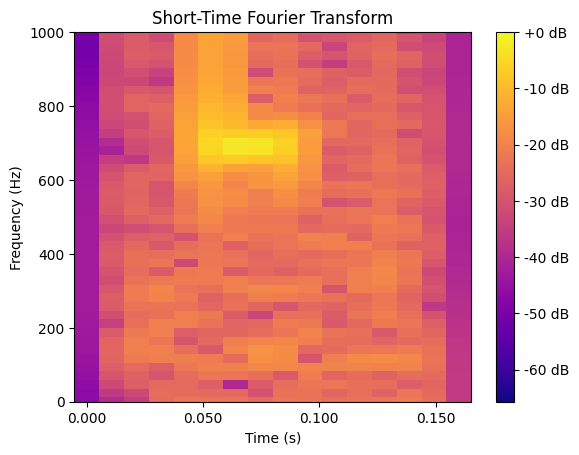 Short-Time Fourier Transform
1000
800
600
400
200
0
Frequency (Hz)
0.000
0.050
0.100
0.150
Time (s)
+0 dB
-10 dB
-20 dB
-30 dB
-40 dB
-50 dB
-60 dB